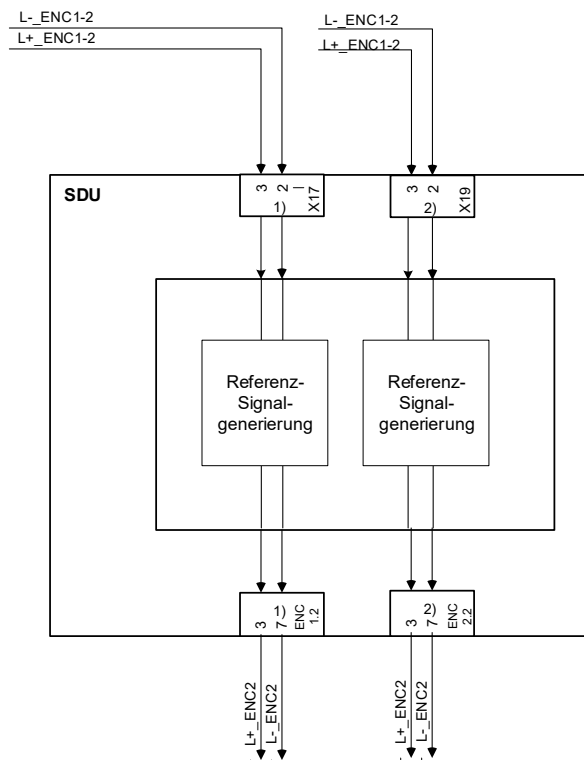 L-_ENC1-2
L+_ENC1-2
L-_ENC1-2
L+_ENC1-2
SDU
3
2
1)
X17
3
2
2)
X19
Referenz-
Signal-
generierung
Referenz-
Signal-
generierung
3
7
1)
ENC
1.2
3
7
2)
ENC
2.2
L+_ENC2
L-_ENC2
L+_ENC2
L-_ENC2